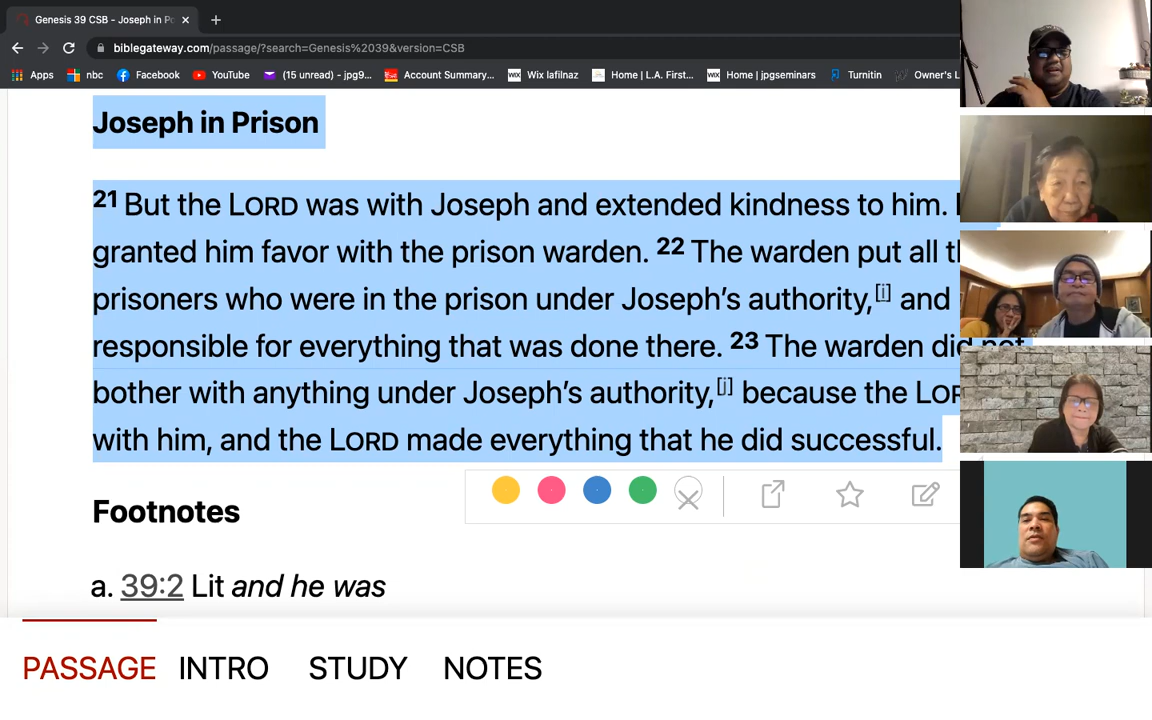 Genesis 39 CSB - Joseph in Pr
biblegateway.com/passage/?search=Genesis%2039&version=CSB
Apps nbc Facebook YouTube (15 unread) - jpg9... Account Summary... Wix lafilnaz Home | L.A. First... Home | jpgseminars Turnitin Owner's L
Joseph in Prison
21 But the LORD was with Joseph and extended kindness to him.
granted him favor with the prison warden. 22 The warden put all th
prisoners who were in the prison under Joseph's authority,[i] and
responsible for everything that was done there. 23 The warden did not
bother with anything under Joseph's authority,[j] because the LOR
with him, and the LORD made everything that he did successful.
Footnotes
a. 39:2 Lit and he was
PASSAGE INTRO STUDY NOTES